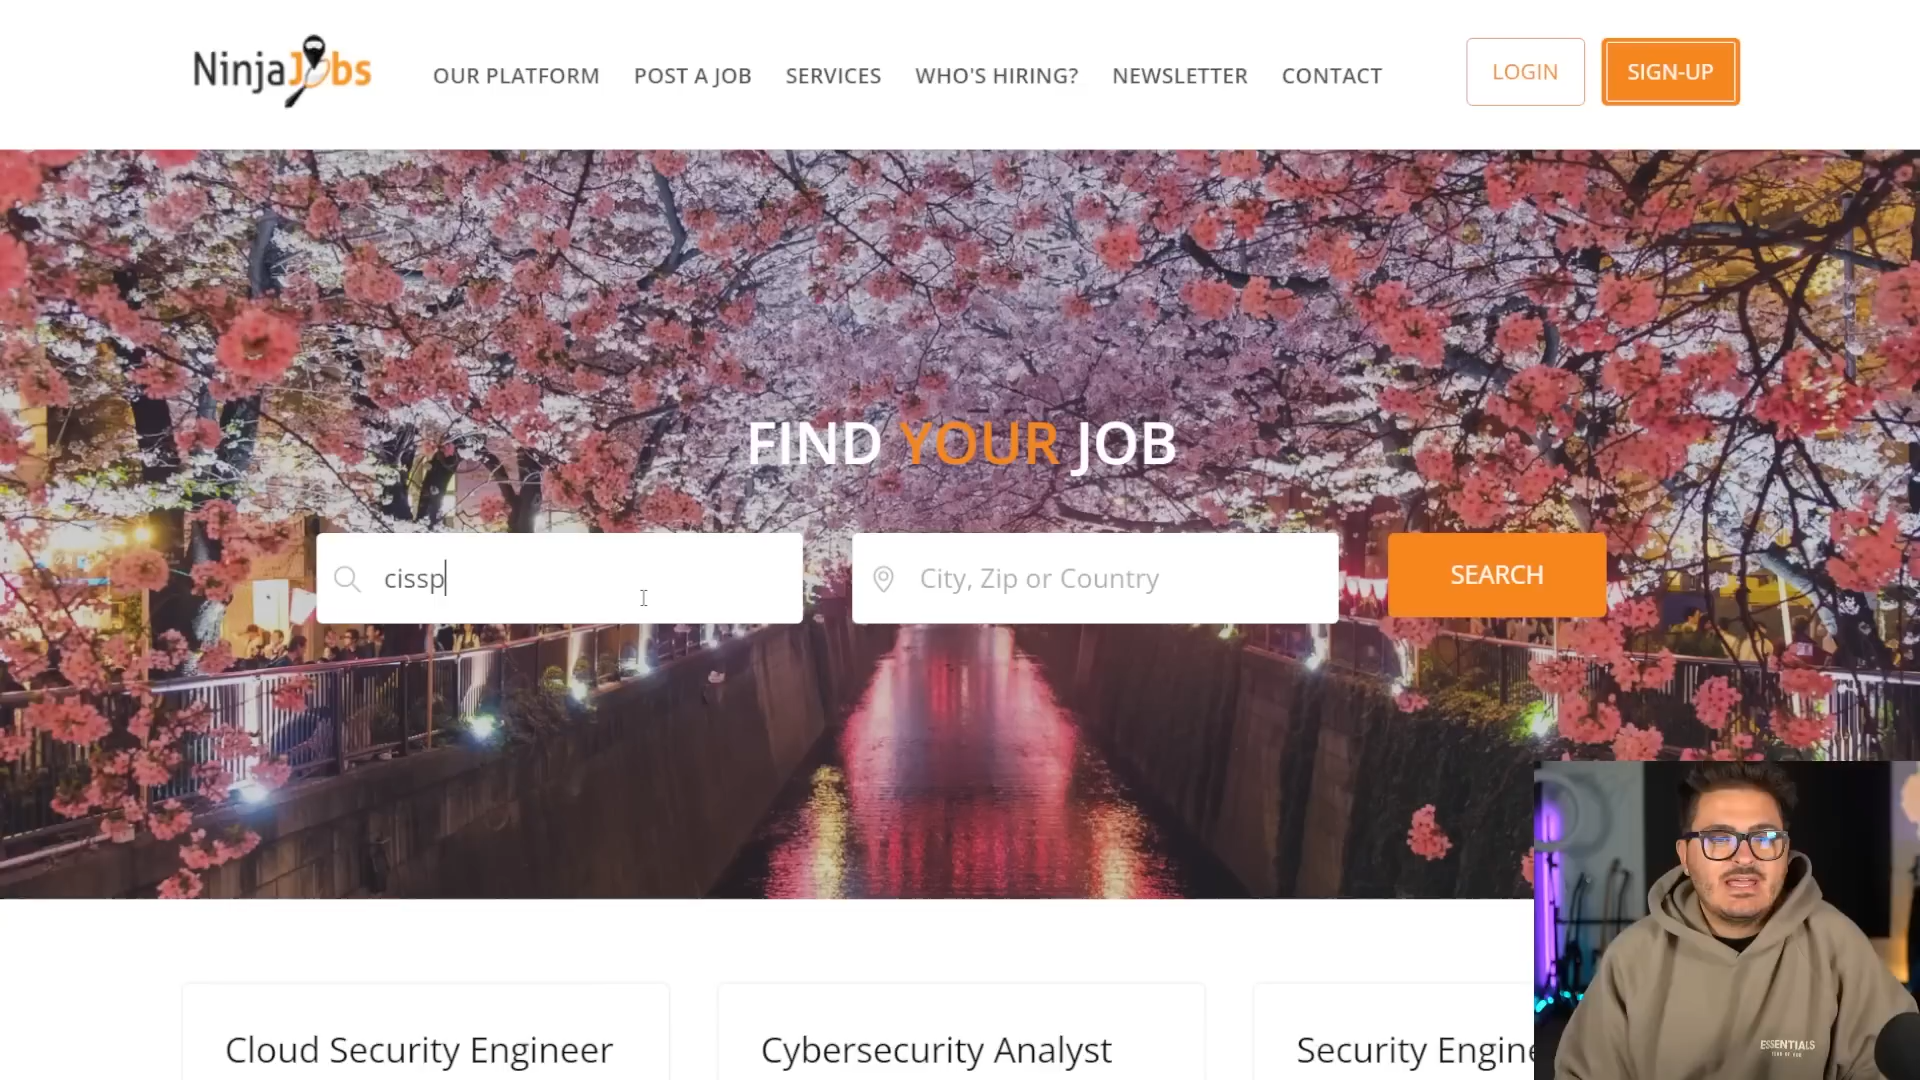 NinjaJobs
OUR PLATFORM
POST A JOB
SERVICES
WHO'S HIRING?
NEWSLETTER
CONTACT
LOGIN
SIGN-UP
FIND YOUR JOB
cissp
City, Zip or Country
SEARCH
Cloud Security Engineer
Cybersecurity Analyst
Security Engine
ESSENTIALS